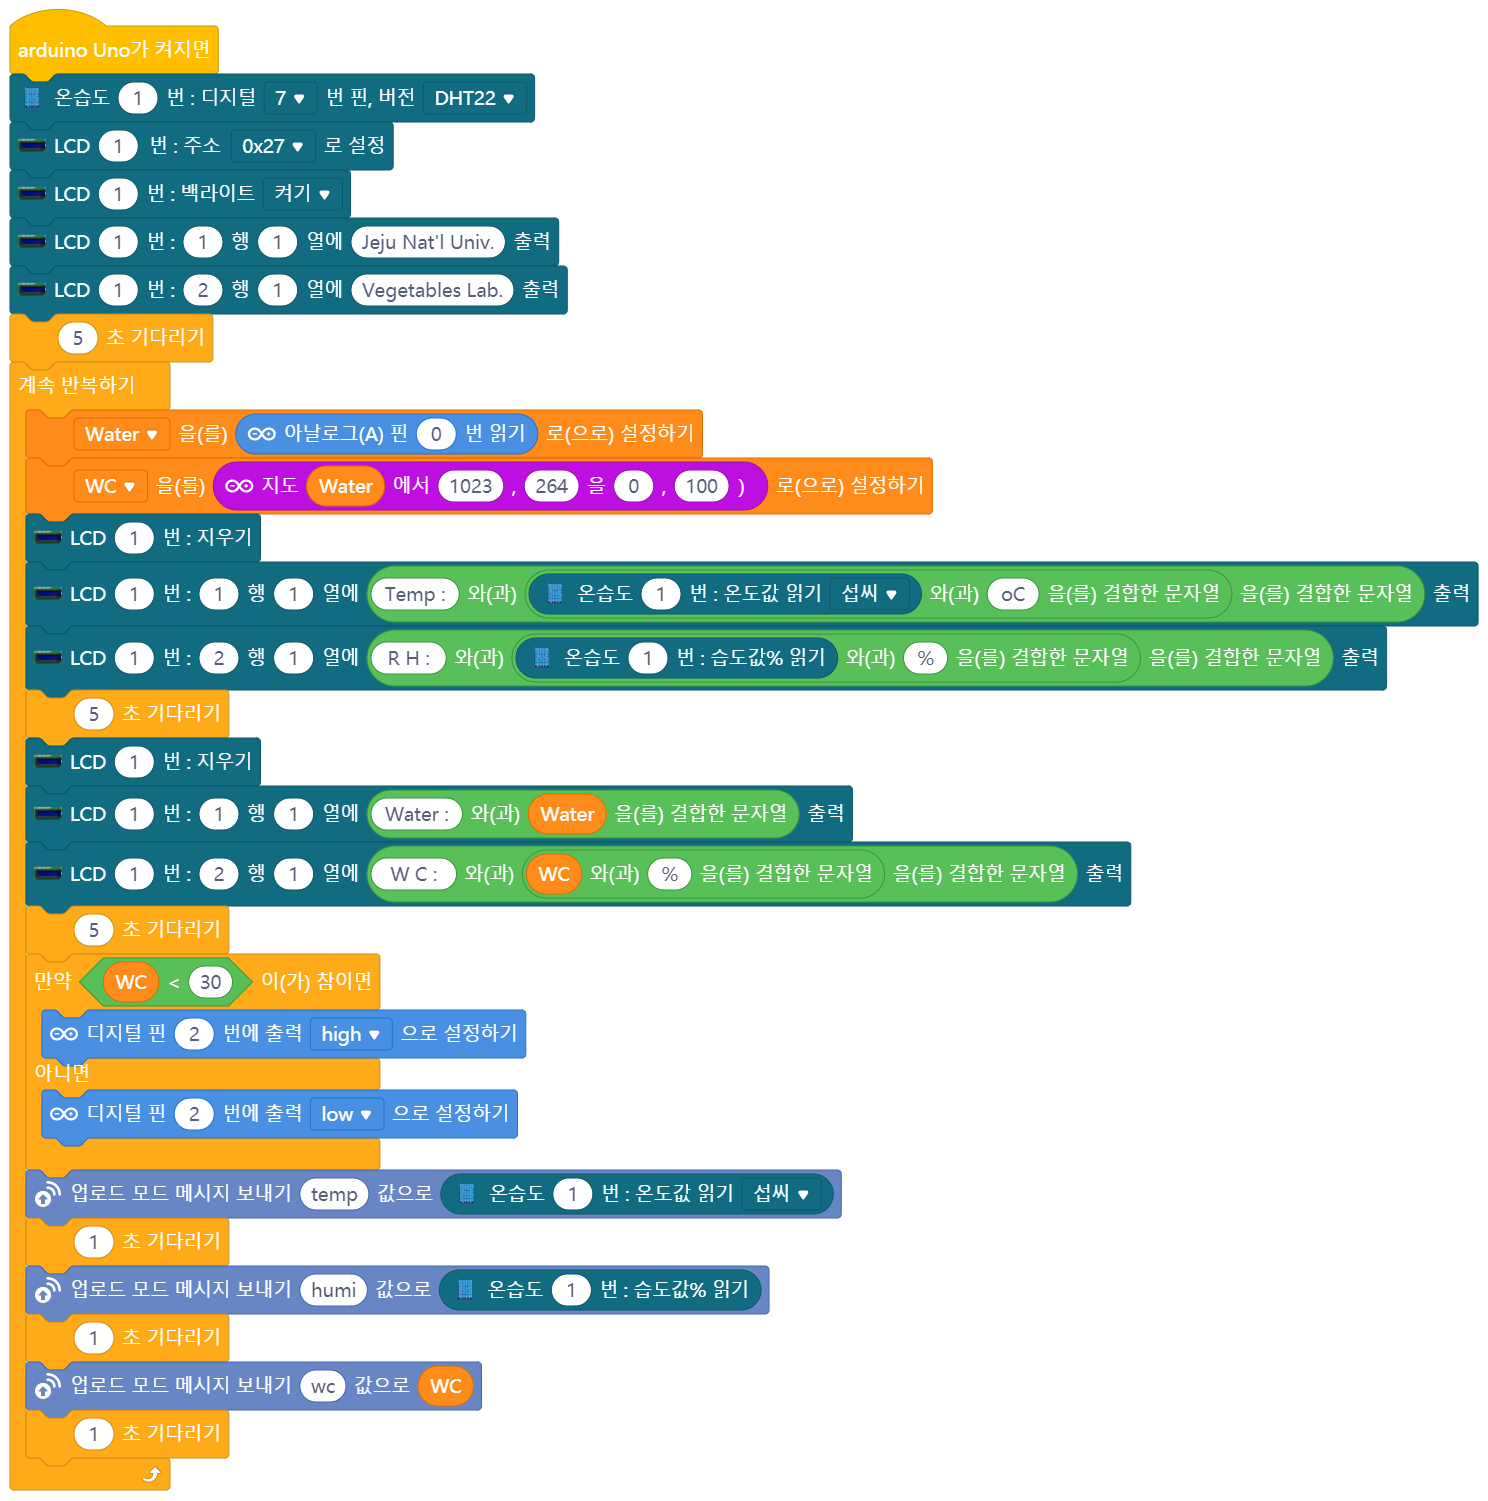 arduino Uno가 켜지면
온습도 1 번 : 디지털 7 번 핀, 버전 DHT22
LCD 1 번 : 주소 0x27 로 설정
LCD 1 번 : 백라이트 켜기
LCD 1 번 : 1 행 1 열에 Jeju Nat'l Univ. 출력
LCD 1 번 : 2 행 1 열에 Vegetables Lab. 출력
5 초 기다리기
계속 반복하기
Water 을(를) 아날로그(A) 핀 0 번 읽기 로(으로) 설정하기
WC 을(를) 지도 Water 에서 1023 , 264 을 0 , 100 ) 로(으로) 설정하기
LCD 1 번 : 지우기
LCD 1 번 : 1 행 1 열에 Temp : 와(과) 온습도 1 번 : 온도값 읽기 섭씨 와(과) oC 을(를) 결합한 문자열 을(를) 결합한 문자열 출력
LCD 1 번 : 2 행 1 열에 R H : 와(과) 온습도 1 번 : 습도값% 읽기 와(과) % 을(를) 결합한 문자열 을(를) 결합한 문자열 출력
5 초 기다리기
LCD 1 번 : 지우기
LCD 1 번 : 1 행 1 열에 Water : 와(과) Water 을(를) 결합한 문자열 출력
LCD 1 번 : 2 행 1 열에 W C : 와(과) WC 와(과) % 을(를) 결합한 문자열 을(를) 결합한 문자열 출력
5 초 기다리기
만약 WC < 30 이(가) 참이면
디지털 핀 2 번에 출력 high 으로 설정하기
아니면
디지털 핀 2 번에 출력 low 으로 설정하기
업로드 모드 메시지 보내기 temp 값으로 온습도 1 번 : 온도값 읽기 섭씨
1 초 기다리기
업로드 모드 메시지 보내기 humi 값으로 온습도 1 번 : 습도값% 읽기
1 초 기다리기
업로드 모드 메시지 보내기 wc 값으로 WC
1 초 기다리기